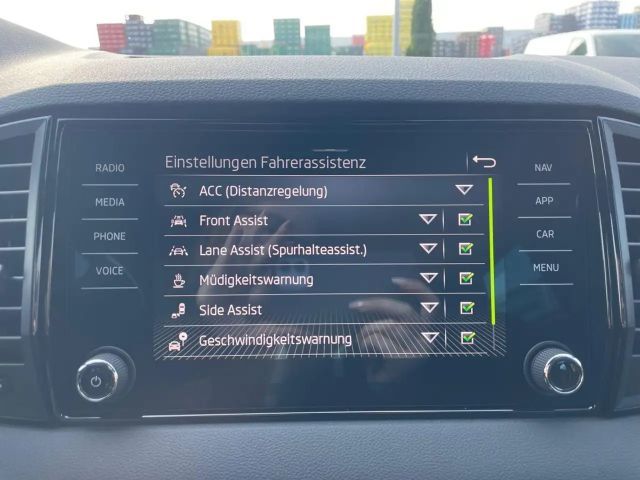 Einstellungen Fahrerassistenz
RADIO
MEDIA
PHONE
VOICE
ACC (Distanzregelung)
Front Assist
Lane Assist (Spurhalteassist.)
Müdigkeitswarnung
Side Assist
Geschwindigkeitswarnung
NAV
APP
CAR
MENU